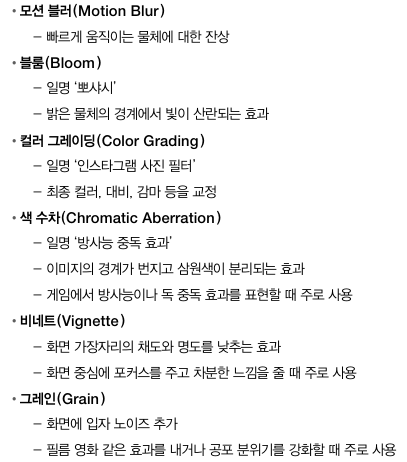 • 모션 블러(Motion Blur)
– 빠르게 움직이는 물체에 대한 잔상
• 블룸(Bloom)
– 일명 ‘뽀샤시’
– 밝은 물체의 경계에서 빛이 산란되는 효과
• 컬러 그레이딩(Color Grading)
– 일명 ‘인스타그램 사진 필터’
– 최종 컬러, 대비, 감마 등을 교정
• 색 수차(Chromatic Aberration)
– 일명 ‘방사능 중독 효과’
– 이미지의 경계가 번지고 삼원색이 분리되는 효과
– 게임에서 방사능이나 독 중독 효과를 표현할 때 주로 사용
• 비네트(Vignette)
– 화면 가장자리의 채도와 명도를 낮추는 효과
– 화면 중심에 포커스를 주고 차분한 느낌을 줄 때 주로 사용
• 그레인(Grain)
– 화면에 입자 노이즈 추가
– 필름 영화 같은 효과를 내거나 공포 분위기를 강화할 때 주로 사용